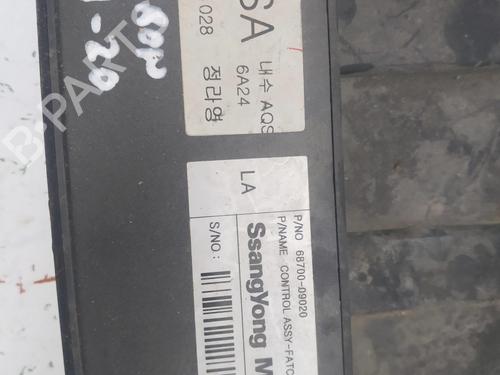 SA
내수 AQS
6A24
028 정라영
LA
P/NO 68700-09020
P/NAME CONTROL ASSY-FATC
SsangYong M
S/NO.:
B-PARTS